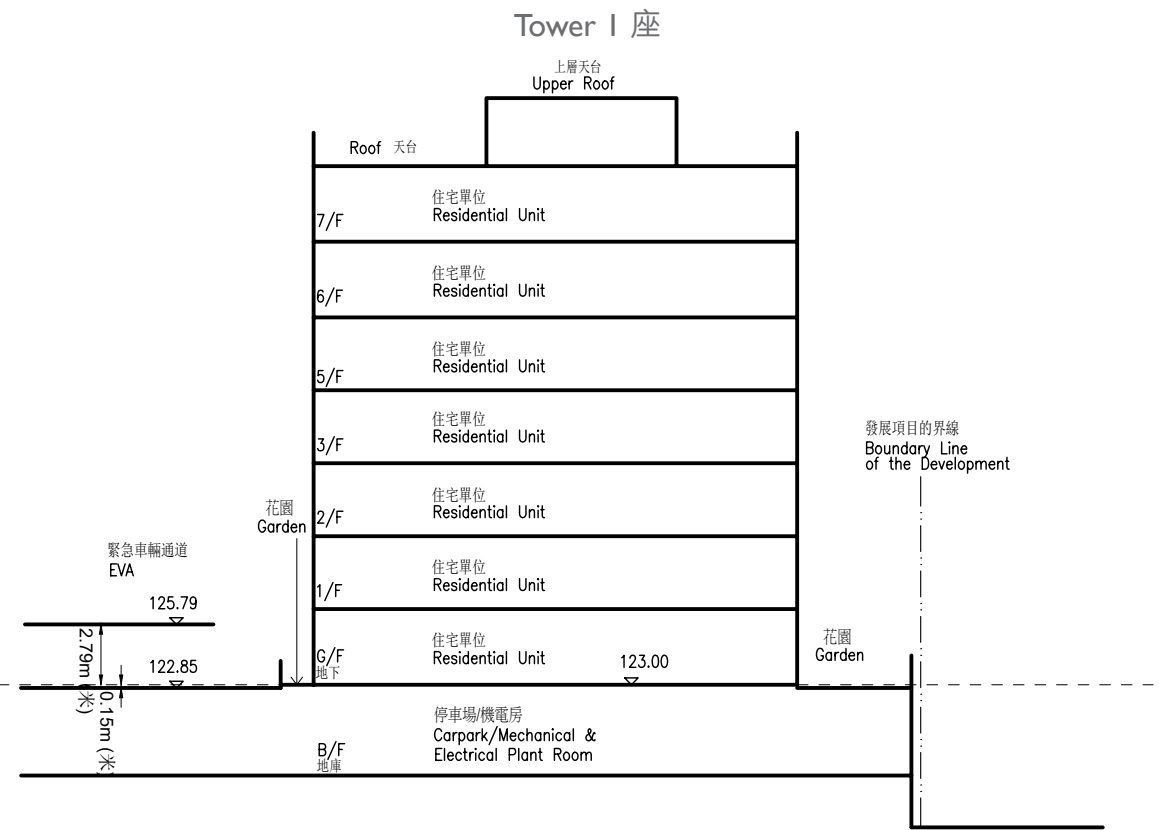 Tower 1 座
上層天台
Upper Roof
Roof 天台
住宅單位
Residential Unit
7/F
住宅單位
Residential Unit
6/F
住宅單位
Residential Unit
5/F
住宅單位
Residential Unit
3/F
發展項目的界線
Boundary Line
of the Development
住宅單位
Residential Unit
2/F
花園
Garden
緊急車輛通道
EVA
住宅單位
Residential Unit
1/F
125.79
2.79m (米)
住宅單位
Residential Unit
G/F
地下
123.00
花園
Garden
122.85
0.15m (米)
停車場/機電房
Carpark/Mechanical &
Electrical Plant Room
B/F
地庫